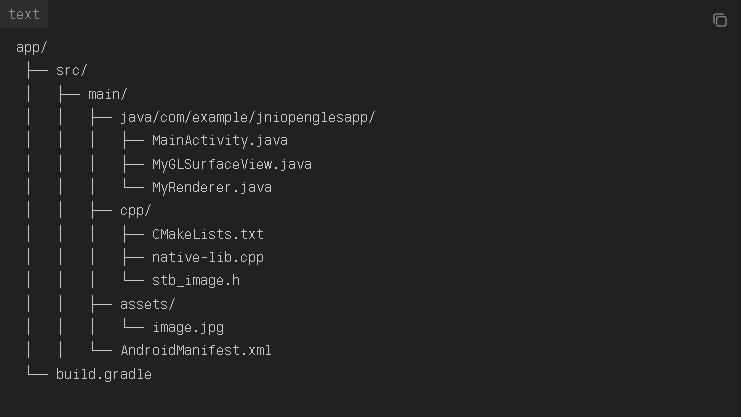 text
app/
├── src/
│   ├── main/
│   │   ├── java/com/example/jniopenglesapp/
│   │   │   ├── MainActivity.java
│   │   │   ├── MyGLSurfaceView.java
│   │   │   └── MyRenderer.java
│   │   ├── cpp/
│   │   │   ├── CMakeLists.txt
│   │   │   ├── native-lib.cpp
│   │   │   └── stb_image.h
│   │   ├── assets/
│   │   │   └── image.jpg
│   │   └── AndroidManifest.xml
└── build.gradle